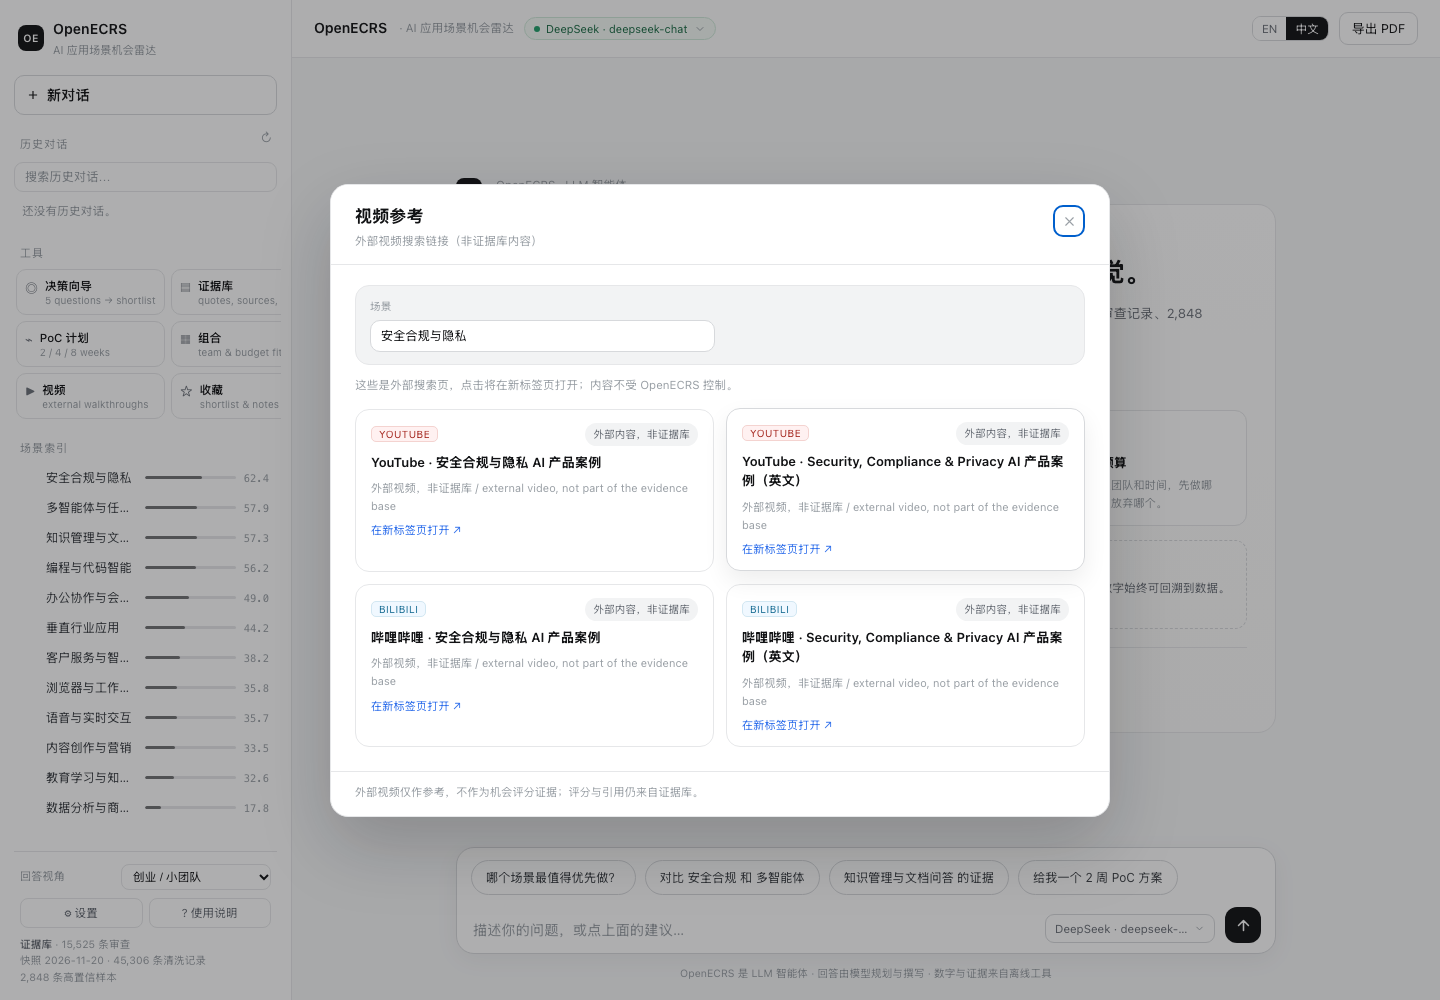 OE
OpenECRS
AI 应用场景机会雷达
+ 新对话
历史对话
搜索历史对话...
还没有历史对话。
工具
决策向导
5 questions → shortlist
证据库
quotes, sources,
PoC 计划
2 / 4 / 8 weeks
组合
team & budget fit
视频
external walkthroughs
收藏
shortlist & notes
场景索引
安全合规与隐私 62.4
多智能体与任... 57.9
知识管理与文... 57.3
编程与代码智能 56.2
办公协作与会... 49.0
垂直行业应用 44.2
客户服务与智... 38.2
浏览器与工作... 35.8
语音与实时交互 35.7
内容创作与营销 33.5
教育学习与知... 32.6
数据分析与商... 17.8
回答视角
创业 / 小团队
设置
? 使用说明
证据库 · 15,525 条审查
快照 2026-11-20 · 45,306 条清洗记录
2,848 条高置信样本
OpenECRS · AI 应用场景机会雷达
DeepSeek · deepseek-chat
EN
中文
导出 PDF
视频参考
外部视频搜索链接（非证据库内容）
×
场景
安全合规与隐私
这些是外部搜索页，点击将在新标签页打开；内容不受 OpenECRS 控制。
YOUTUBE
外部内容，非证据库
YouTube · 安全合规与隐私 AI 产品案例
外部视频，非证据库 / external video, not part of the evidence
base
在新标签页打开 ↗
YOUTUBE
外部内容，非证据库
YouTube · Security, Compliance & Privacy AI 产品案
例（英文）
外部视频，非证据库 / external video, not part of the evidence
base
在新标签页打开 ↗
BILIBILI
外部内容，非证据库
哔哩哔哩 · 安全合规与隐私 AI 产品案例
外部视频，非证据库 / external video, not part of the evidence
base
在新标签页打开 ↗
BILIBILI
外部内容，非证据库
哔哩哔哩 · Security, Compliance & Privacy AI 产品案
例（英文）
外部视频，非证据库 / external video, not part of the evidence
base
在新标签页打开 ↗
外部视频仅作参考，不作为机会评分证据；评分与引用仍来自证据库。
觉。
查记录、2,848
算
团队和时间，先做哪
放弃哪个。
字始终可回溯到数据。
哪个场景最值得优先做？
对比 安全合规 和 多智能体
知识管理与文档问答 的证据
给我一个 2 周 PoC 方案
描述你的问题，或点上面的建议...
DeepSeek · deepseek-...
OpenECRS 是 LLM 智能体 · 回答由模型规划与撰写 · 数字与证据来自离线工具